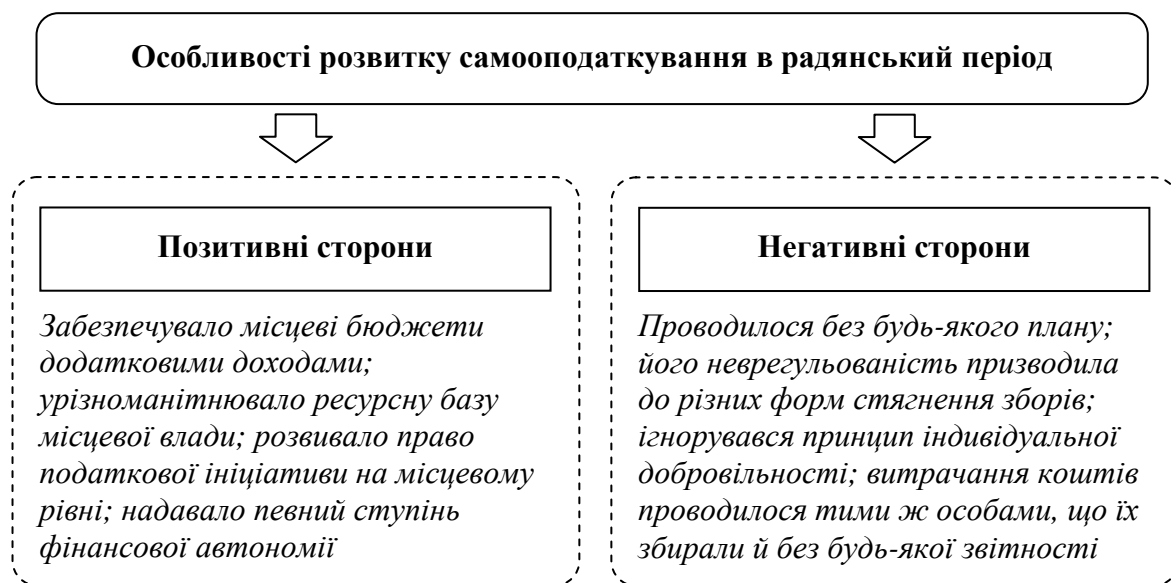 Особливості розвитку самооподаткування в радянський період
Позитивні сторони
Забезпечувало місцеві бюджети
додатковими доходами;
урізноманітнювало ресурсну базу
місцевої влади; розвивало право
податкової ініціативи на місцевому
рівні; надавало певний ступінь
фінансової автономії
Негативні сторони
Проводилося без будь-якого плану;
його неврегульованість призводила
до різних форм стягнення зборів;
ігнорувався принцип індивідуальної
добровільності; витрачання коштів
проводилося тими ж особами, що їх
збирали й без будь-якої звітності